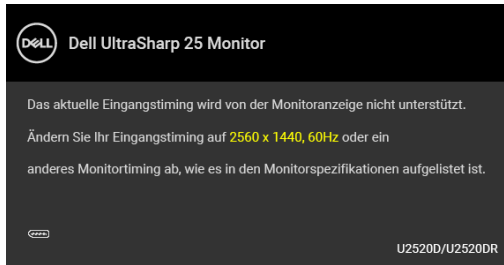 DELL Dell UltraSharp 25 Monitor
Das aktuelle Eingangstiming wird von der Monitoranzeige nicht unterstützt.
Ändern Sie Ihr Eingangstiming auf 2560 x 1440, 60Hz oder ein
anderes Monitortiming ab, wie es in den Monitorspezifikationen aufgelistet ist.
U2520D/U2520DR